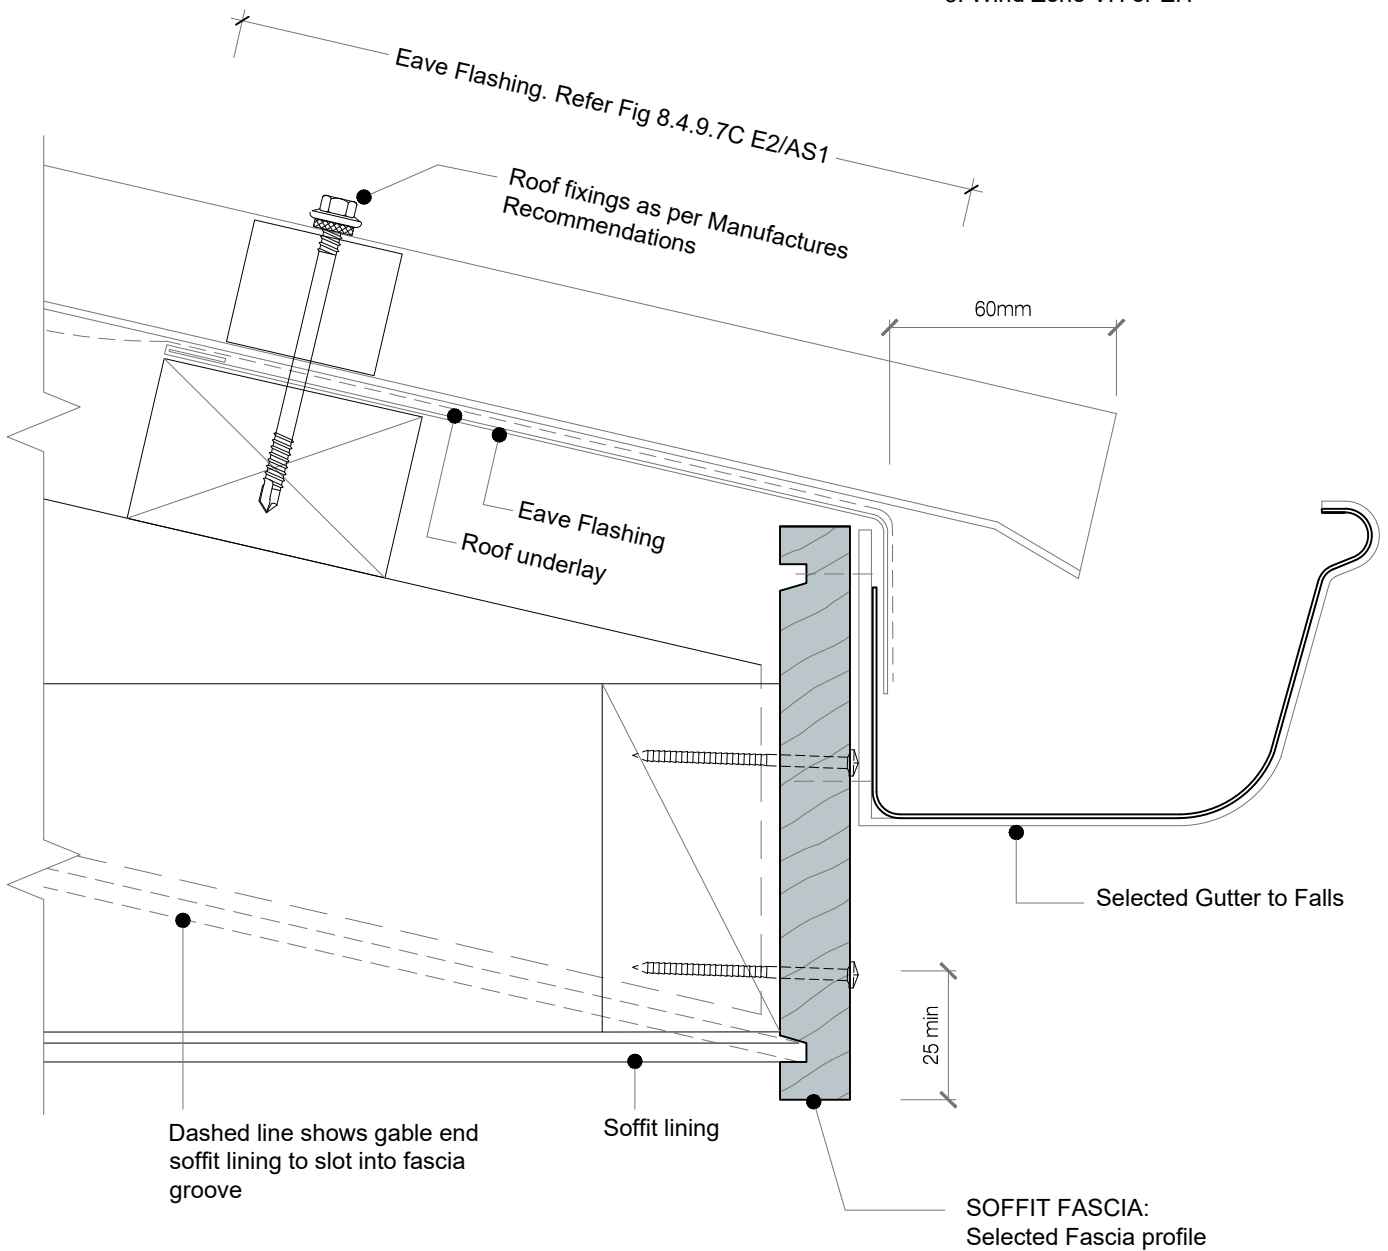 Eave Flashing. Refer Fig 8.4.9.7C E2/AS1
Roof fixings as per Manufactures
Recommendations
60mm
Eave Flashing
Roof underlay
Selected Gutter to Falls
25 min
Soffit lining
Dashed line shows gable end
soffit lining to slot into fascia
groove
SOFFIT FASCIA:
Selected Fascia profile